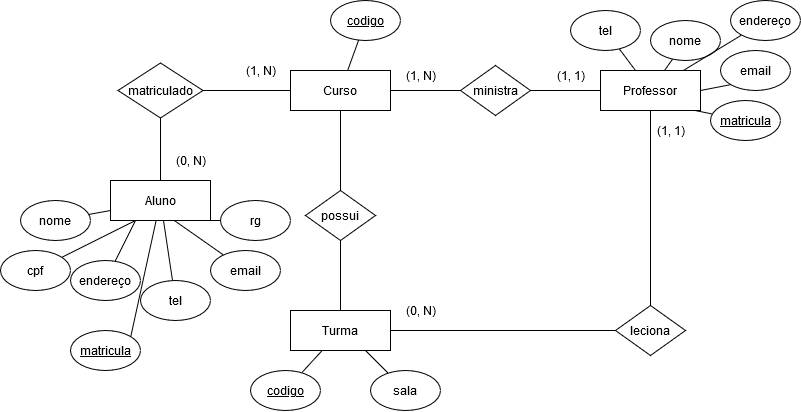 codigo
tel
nome
endereço
email
matricula
matriculado
(1, N)
Curso
(1, N)
ministra
(1, 1)
Professor
(1, 1)
(0, N)
Aluno
nome
cpf
endereço
matricula
tel
email
rg
possui
(0, N)
Turma
leciona
codigo
sala